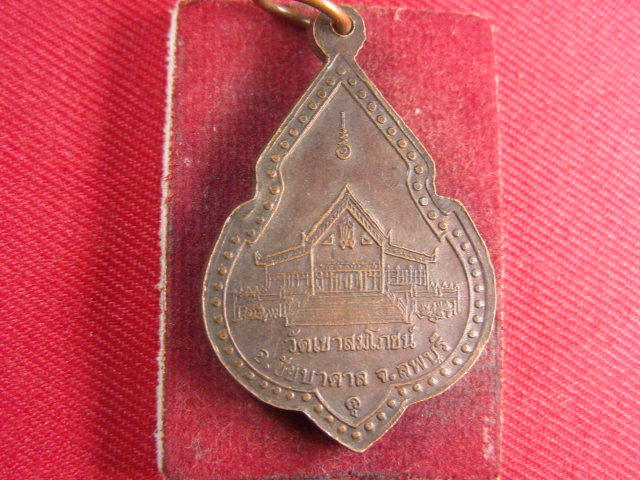 วัดเขาสมโภชน์
อ.ชัยบาดาล จ.ลพบุรี